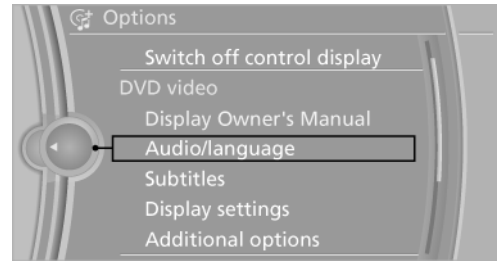 Options
Switch off control display
DVD video
Display Owner's Manual
Audio/language
Subtitles
Display settings
Additional options